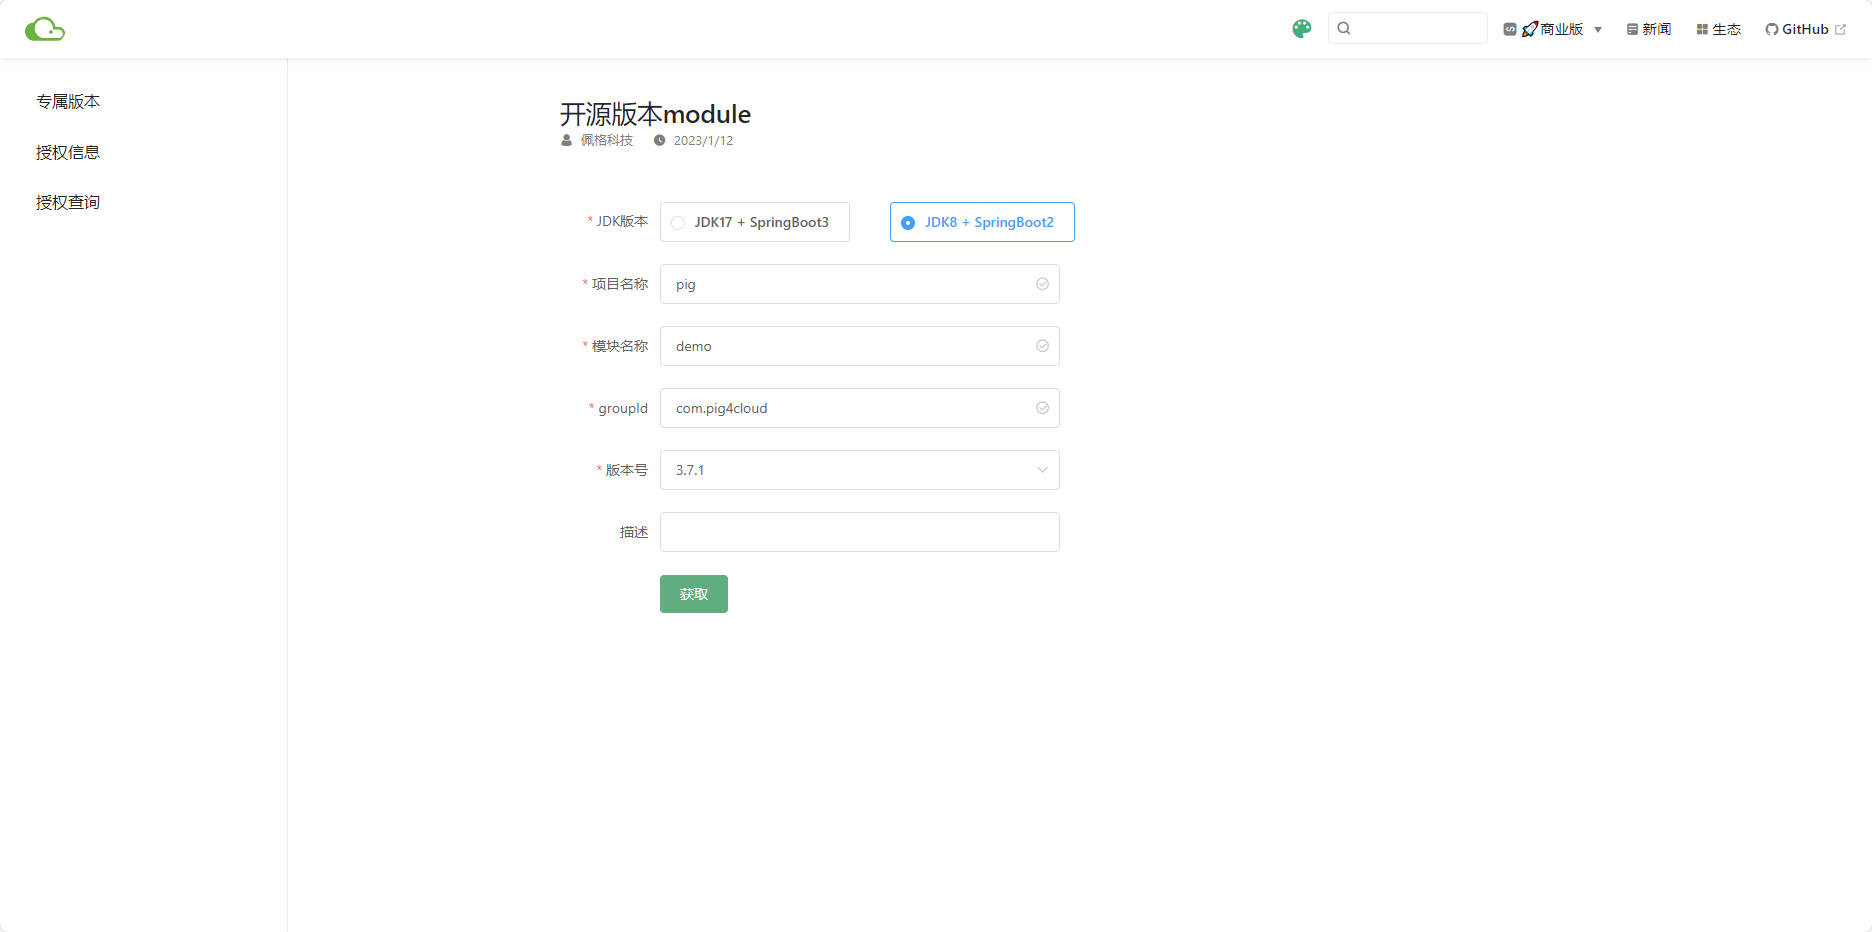 商业版 新闻 生态 GitHub
专属版本
授权信息
授权查询
开源版本module
佩格科技 2023/1/12
* JDK版本 JDK17 + SpringBoot3 JDK8 + SpringBoot2
* 项目名称 pig
* 模块名称 demo
* groupId com.pig4cloud
* 版本号 3.7.1
描述
获取